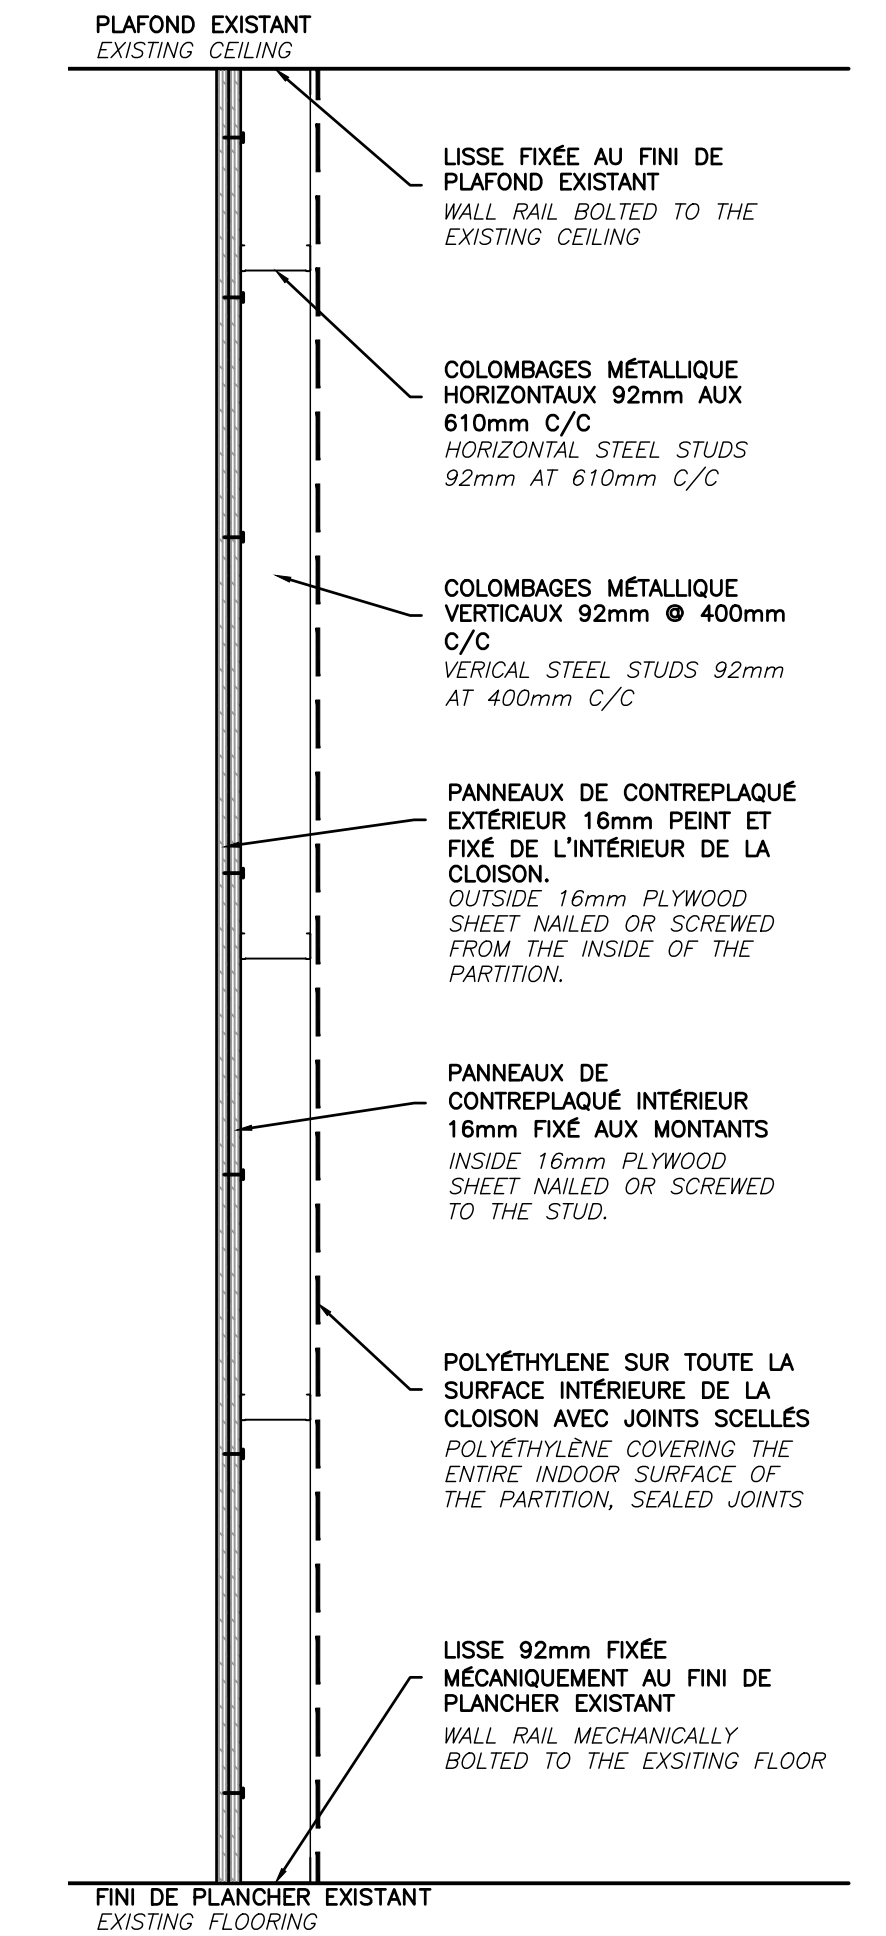 PLAFOND EXISTANT
EXISTING CEILING
LISSE FIXÉE AU FINI DE
PLAFOND EXISTANT
WALL RAIL BOLTED TO THE
EXISTING CEILING
COLOMBAGES MÉTALLIQUE
HORIZONTAUX 92mm AUX
610mm C/C
HORIZONTAL STEEL STUDS
92mm AT 610mm C/C
COLOMBAGES MÉTALLIQUE
VERTICAUX 92mm @ 400mm
C/C
VERICAL STEEL STUDS 92mm
AT 400mm C/C
PANNEAUX DE CONTREPLAQUÉ
EXTÉRIEUR 16mm PEINT ET
FIXÉ DE L'INTÉRIEUR DE LA
CLOISON.
OUTSIDE 16mm PLYWOOD
SHEET NAILED OR SCREWED
FROM THE INSIDE OF THE
PARTITION.
PANNEAUX DE
CONTREPLAQUÉ INTÉRIEUR
16mm FIXÉ AUX MONTANTS
INSIDE 16mm PLYWOOD
SHEET NAILED OR SCREWED
TO THE STUD.
POLYÉTHYLENE SUR TOUTE LA
SURFACE INTÉRIEURE DE LA
CLOISON AVEC JOINTS SCELLÉS
POLYÉTHYLÈNE COVERING THE
ENTIRE INDOOR SURFACE OF
THE PARTITION, SEALED JOINTS
LISSE 92mm FIXÉE
MÉCANIQUEMENT AU FINI DE
PLANCHER EXISTANT
WALL RAIL MECHANICALLY
BOLTED TO THE EXSITING FLOOR
FINI DE PLANCHER EXISTANT
EXISTING FLOORING